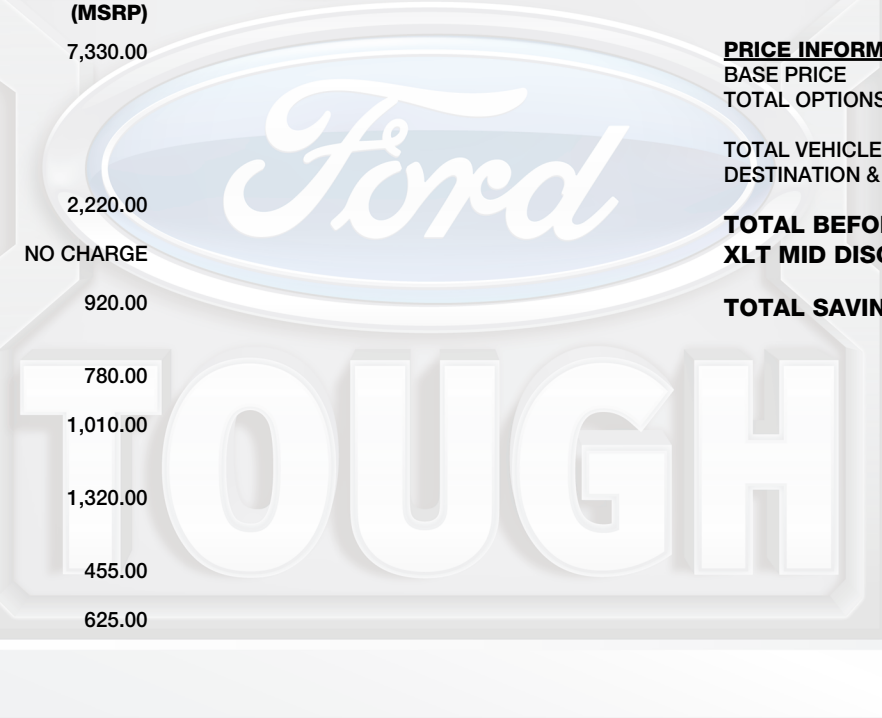 (MSRP)
7,330.00
2,220.00
NO CHARGE
920.00
780.00
1,010.00
1,320.00
455.00
625.00
PRICE INFORM
BASE PRICE
TOTAL OPTIONS
TOTAL VEHICLE
DESTINATION &
TOTAL BEFO
XLT MID DISC
TOTAL SAVIN
Ford
TOUGH